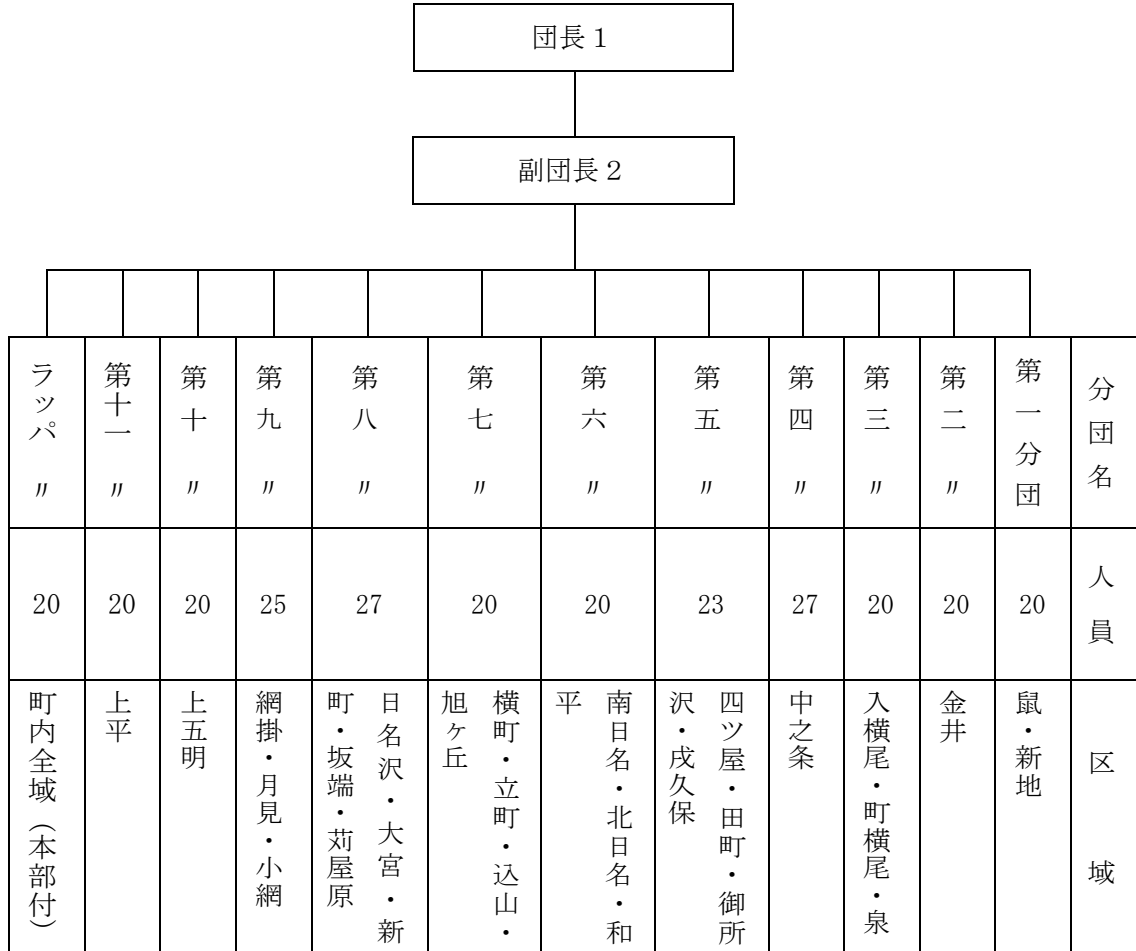 団長1
副団長2
分団名
第一分団
第二〃
第三〃
第四〃
第五〃
第六〃
第七〃
第八〃
第九〃
第十〃
第十一〃
ラッパ〃
人員
20
20
20
27
23
20
20
27
25
20
20
20
区域
鼠・新地
金井
入横尾・町横尾・泉
中之条
四ツ屋・田町・御所
沢・戌久保
南日名・北日名・和
平
横町・立町・込山・
旭ヶ丘
日名沢・大宮・新
町・坂端・苅屋原
網掛・月見・小網
上五明
上平
町内全域（本部付）